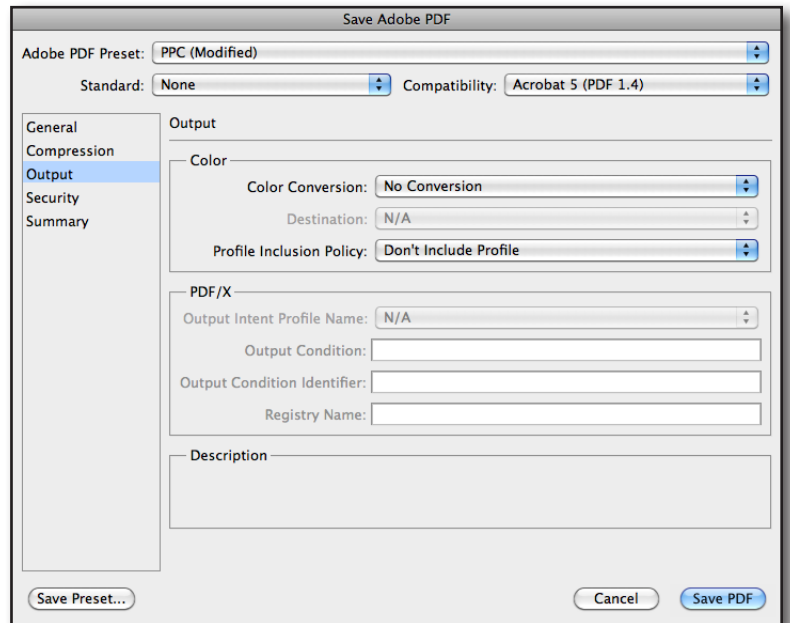 Save Adobe PDF
Adobe PDF Preset: PPC (Modified)
Standard: None Compatibility: Acrobat 5 (PDF 1.4)
General
Compression
Output
Security
Summary
Output
Color
Color Conversion: No Conversion
Destination: N/A
Profile Inclusion Policy: Don't Include Profile
PDF/X
Output Intent Profile Name: N/A
Output Condition:
Output Condition Identifier:
Registry Name:
Description
Save Preset... Cancel Save PDF